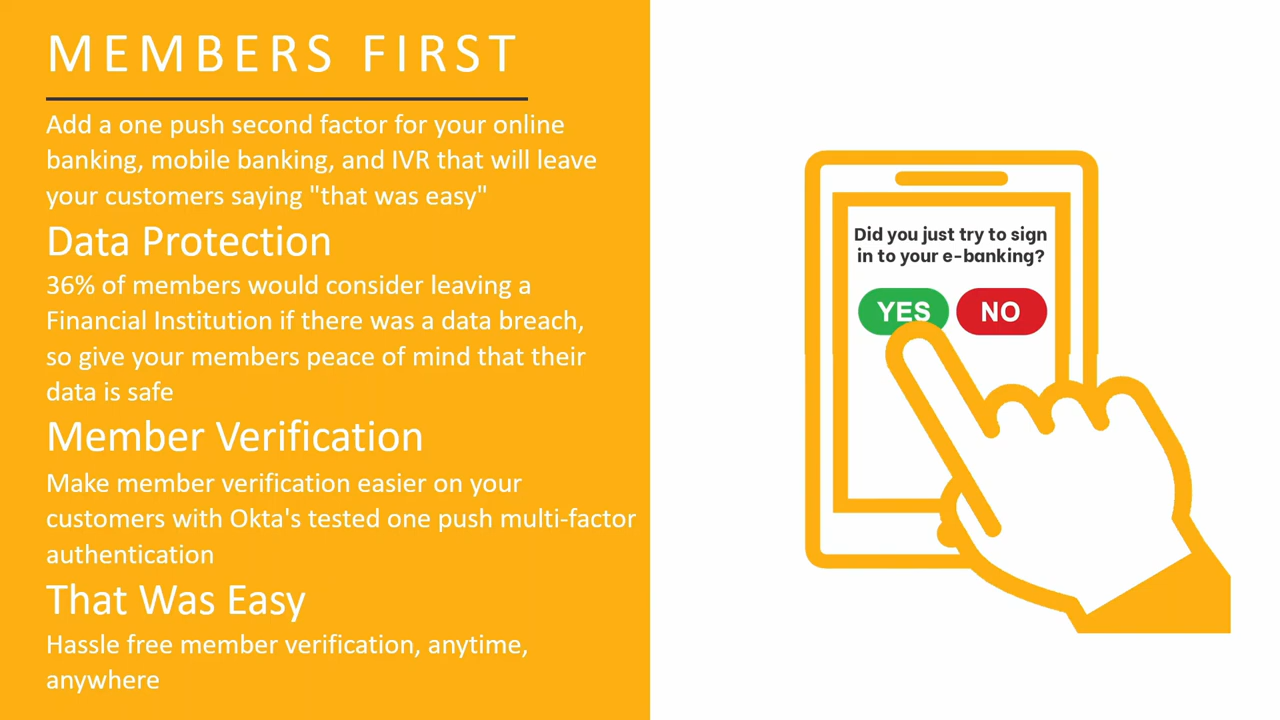 MEMBERS FIRST
Add a one push second factor for your online
banking, mobile banking, and IVR that will leave
your customers saying "that was easy"
Data Protection
36% of members would consider leaving a
Financial Institution if there was a data breach,
so give your members peace of mind that their
data is safe
Member Verification
Make member verification easier on your
customers with Okta's tested one push multi-factor
authentication
That Was Easy
Hassle free member verification, anytime,
anywhere
Did you just try to sign
in to your e-banking?
YES NO